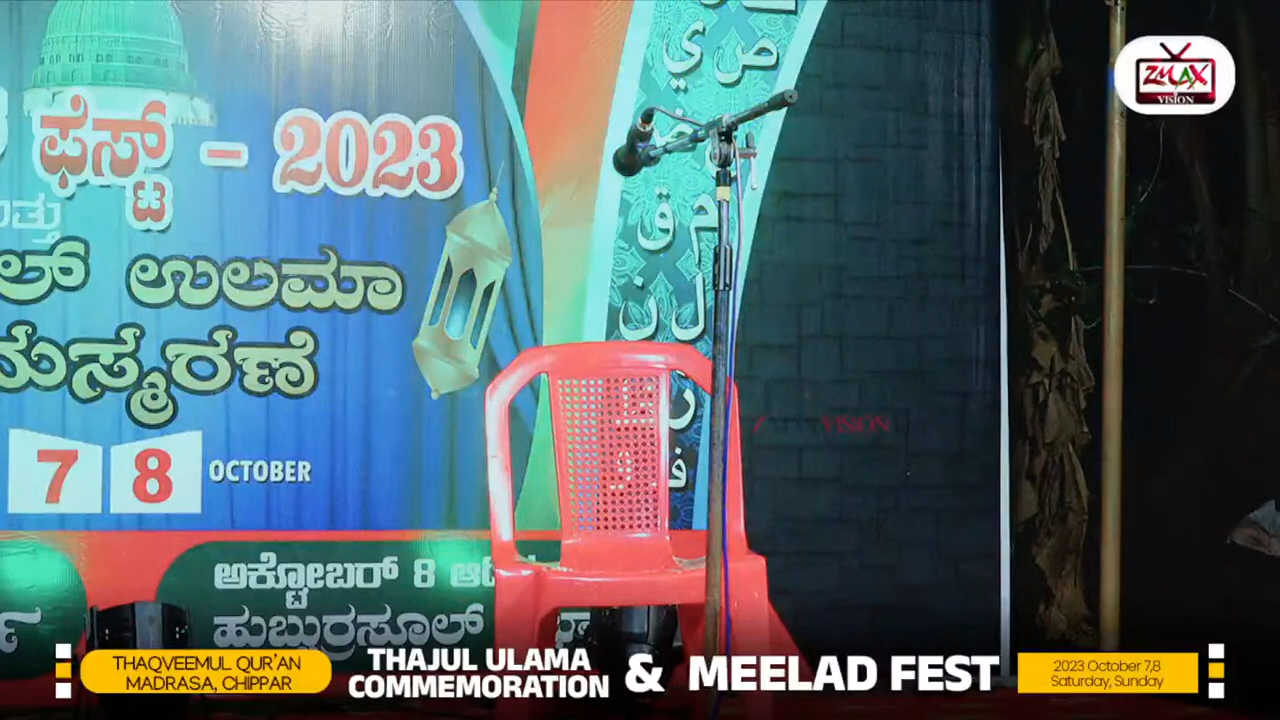 ZMAX
VISION
ಫೆಸ್ಟ್ - 2023
ಉಲಮಾ
7 8 OCTOBER
ಅಕ್ಟೋಬರ್ 8
ಹುಬ್ಬುರ್ರಸೂಲ್
ص ي
م ق
ل ن
VISION
THAQVEEMUL QUR'AN
MADRASA, CHIPPAR
THAJUL ULAMA
COMMEMORATION
& MEELAD FEST
2023 October 7,8
Saturday, Sunday